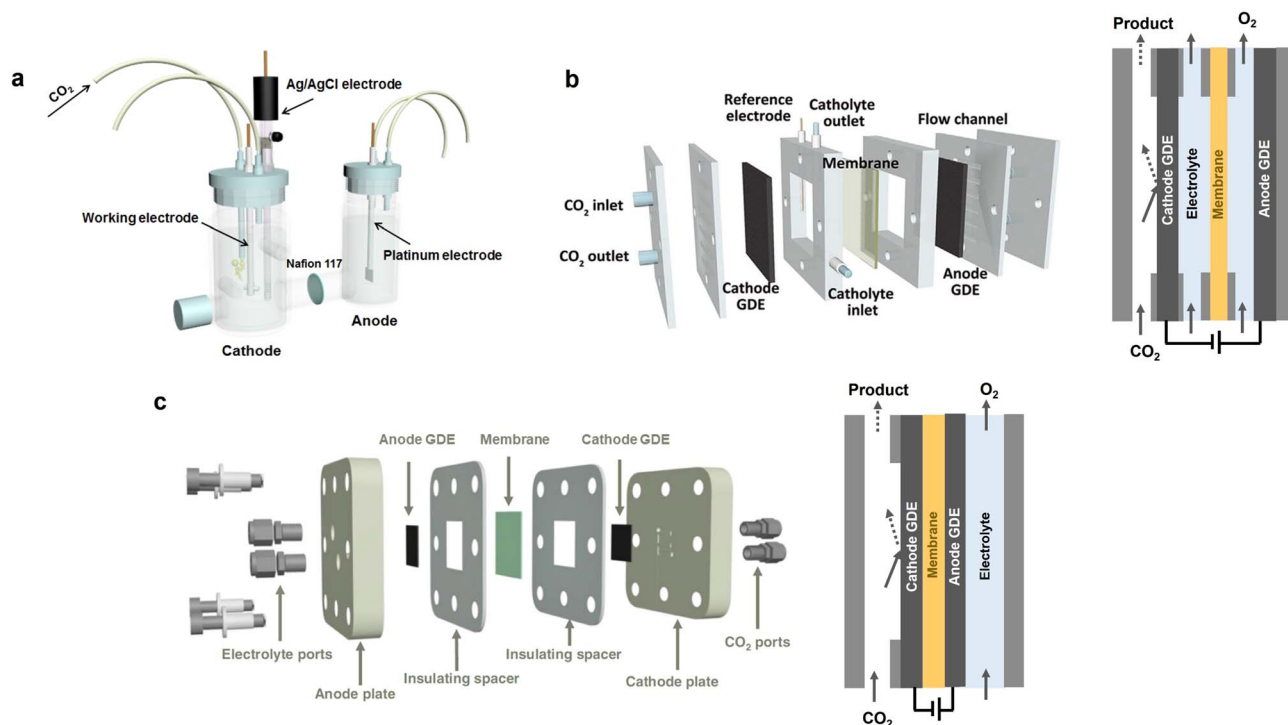 a
CO₂
Ag/AgCl electrode
Working electrode
Platinum electrode
Nafion 117
Cathode
Anode
b
Reference
electrode
Catholyte
outlet
Flow channel
Membrane
CO₂ inlet
CO₂ outlet
Cathode
GDE
Catholyte
inlet
Anode
GDE
Product
O₂
Cathode GDE
Electrolyte
Membrane
Anode GDE
CO₂
c
Anode GDE
Membrane
Cathode GDE
Electrolyte ports
Anode plate
Insulating spacer
Insulating spacer
Cathode plate
CO₂ ports
Product
O₂
Cathode GDE
Membrane
Anode GDE
Electrolyte
CO₂